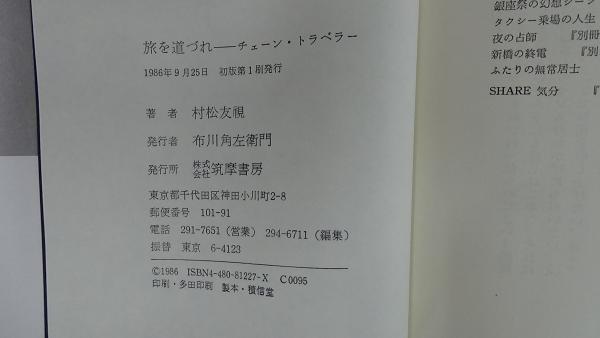 旅を道づれ――チェーン・トラベラー
1986年9月25日 初版第1刷発行
著 者 村松友視
発行者 布川角左衛門
発行所 株式会社 筑摩書房
東京都千代田区神田小川町2-8
郵便番号 101-91
電話 291-7651(営業) 294-6711(編集)
振替 東京 6-4123
©1986 ISBN4-480-81227-X C0095
印刷・多田印刷 製本・積信堂
銀座祭の幻想シーン
タクシー乗場の人生
夜の占師 『別冊
新橋の終電 『別
ふたりの無常居士
SHARE 気分 『